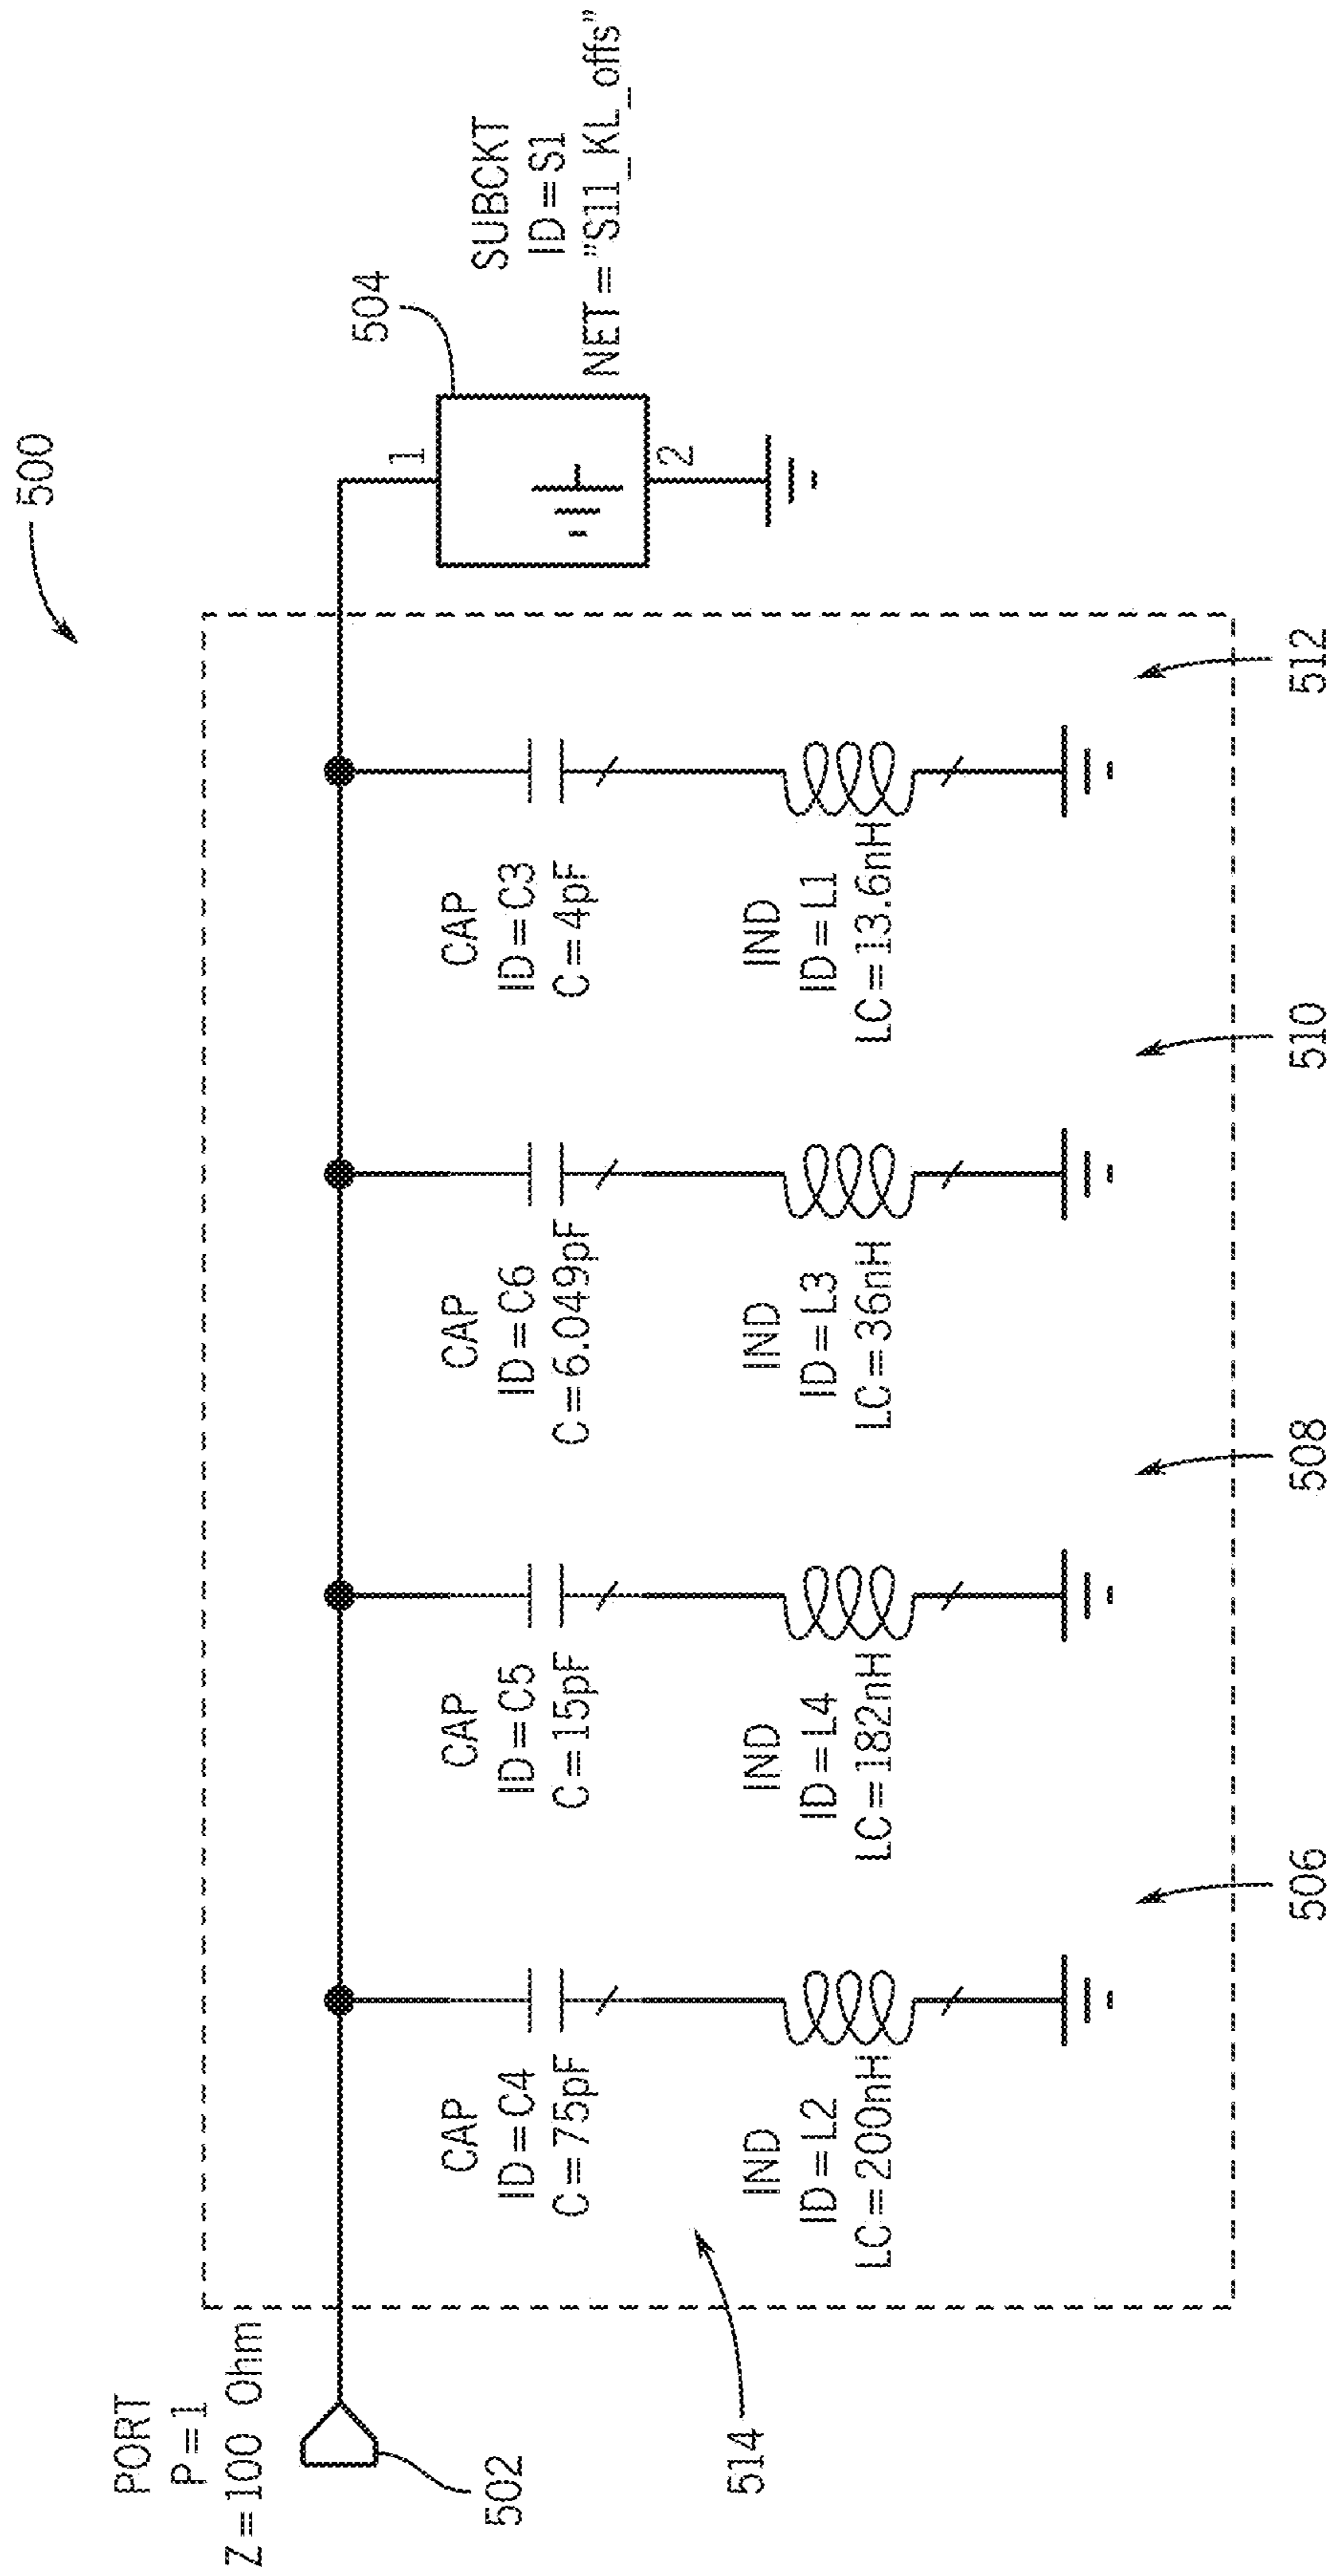 500
PORT
P=1
Z=100 Ohm
502
514
CAP
ID=C4
C=75pF
IND
ID=L2
LC=200nH
506
CAP
ID=C5
C=15pF
IND
ID=L4
LC=182nH
508
CAP
ID=C6
C=6.049pF
IND
ID=L3
LC=36nH
510
CAP
ID=C3
C=4pF
IND
ID=L1
LC=13.6nH
512
504
1
2
SUBCKT
ID=S1
NET="S11_KL_offs"